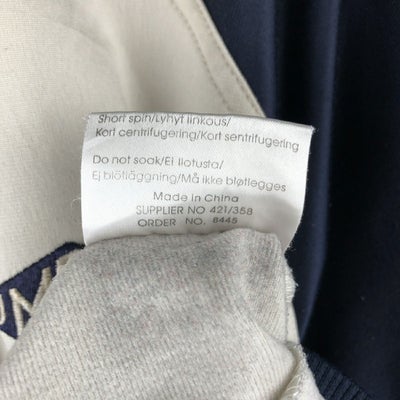 Short spin/Lyhyt linkous/
Kort centrifugering/Kort sentrifugering
Do not soak/Ei liotusta/
Ej blötläggning/Må ikke bløtlegges
Made in China
SUPPLIER NO 421/358
ORDER NO. 8445